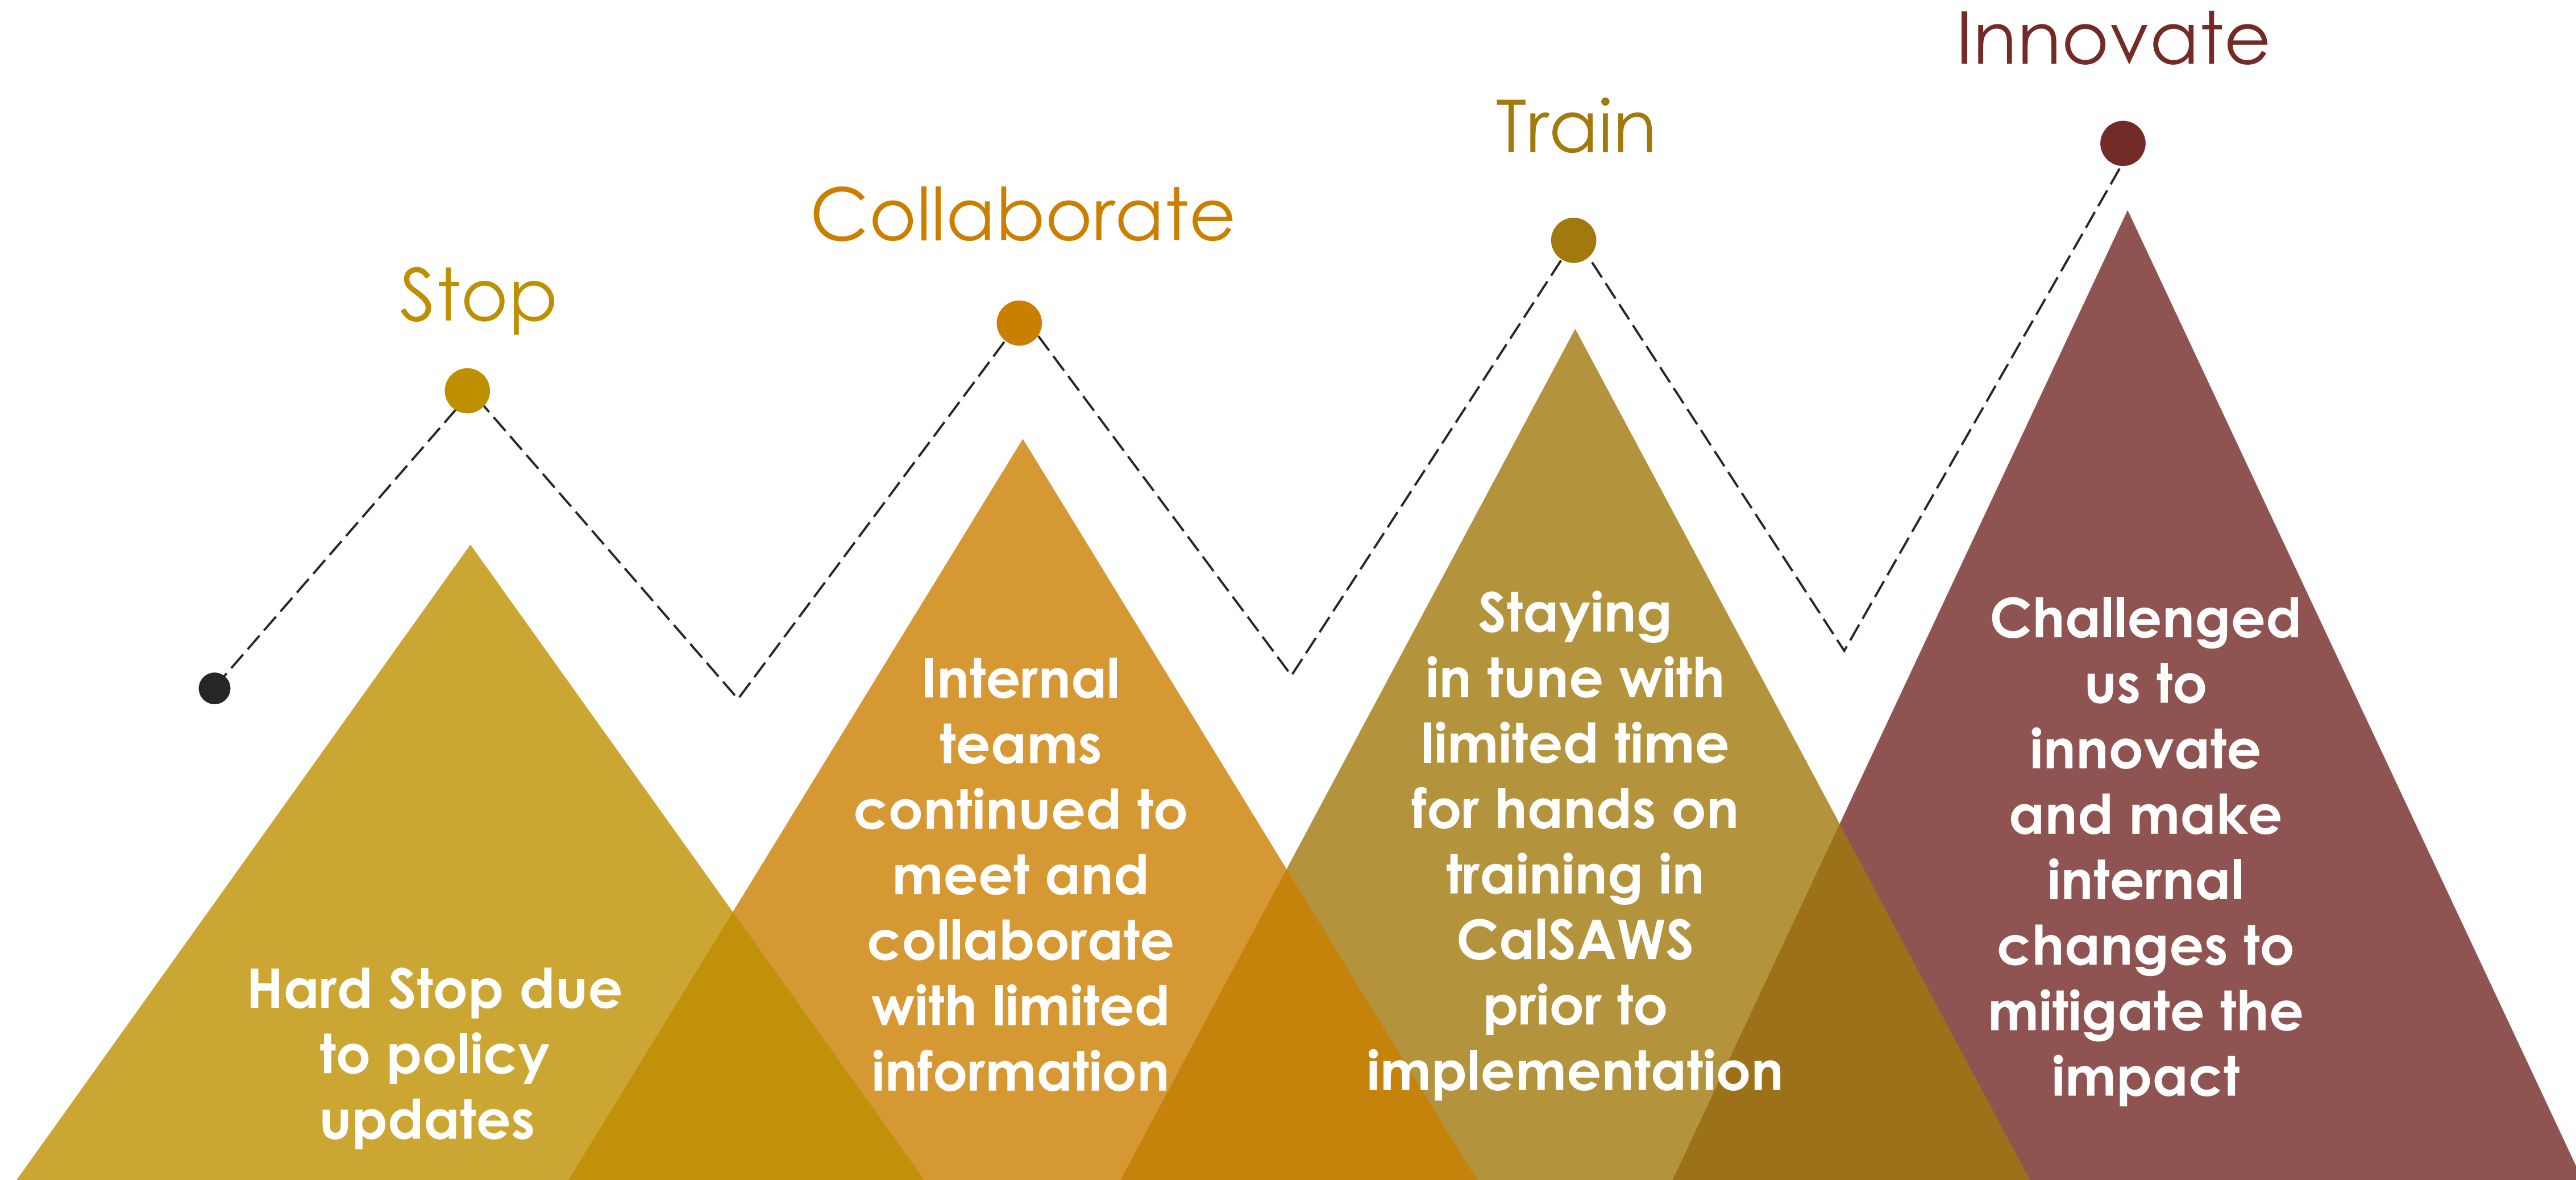 Stop
Hard Stop due
to policy
updates
Collaborate
Internal
teams
continued to
meet and
collaborate
with limited
information
Train
Staying
in tune with
limited time
for hands on
training in
CalSAWS
prior to
implementation
Innovate
Challenged
us to
innovate
and make
internal
changes to
mitigate the
impact